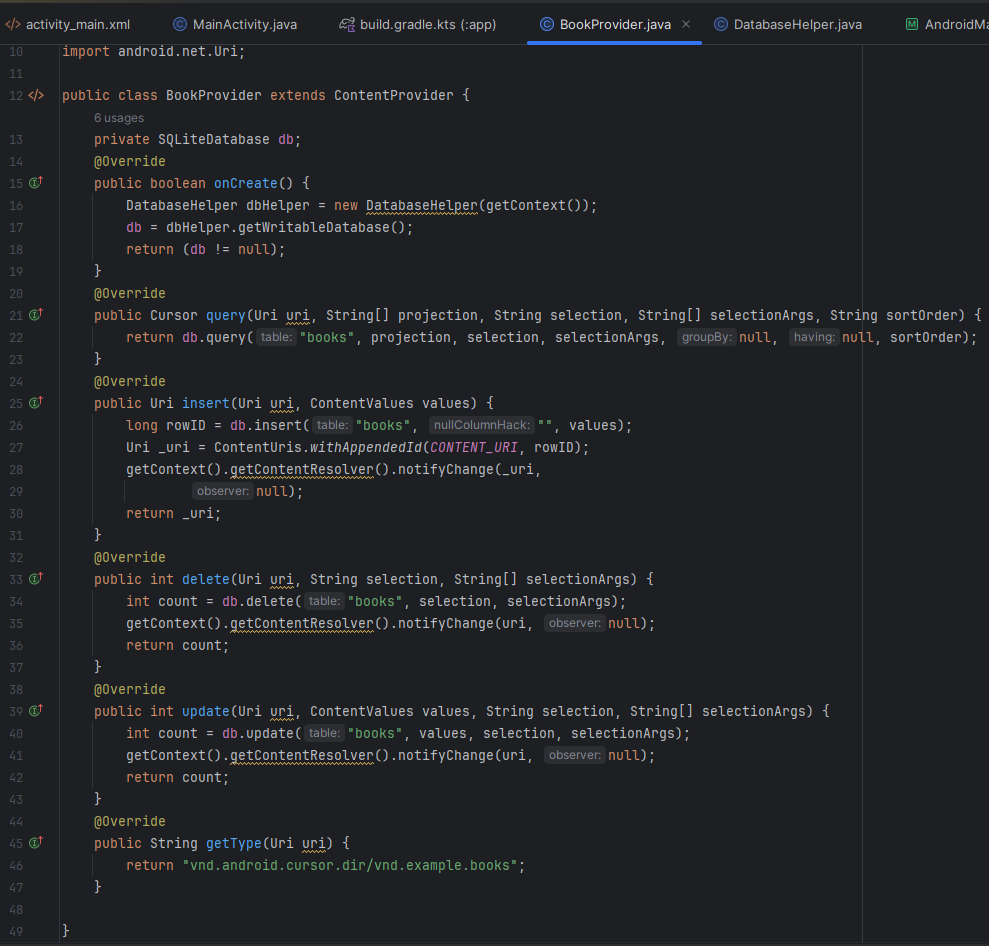 activity_main.xml MainActivity.java build.gradle.kts (:app) BookProvider.java DatabaseHelper.java
10 import android.net.Uri;
11
12 public class BookProvider extends ContentProvider {
6 usages
13 private SQLiteDatabase db;
14 @Override
15 public boolean onCreate() {
16 DatabaseHelper dbHelper = new DatabaseHelper(getContext());
17 db = dbHelper.getWritableDatabase();
18 return (db != null);
19 }
20 @Override
21 public Cursor query(Uri uri, String[] projection, String selection, String[] selectionArgs, String sortOrder) {
22 return db.query( table: "books", projection, selection, selectionArgs, groupBy: null, having: null, sortOrder);
23 }
24 @Override
25 public Uri insert(Uri uri, ContentValues values) {
26 long rowID = db.insert( table: "books", nullColumnHack: "", values);
27 Uri _uri = ContentUris.withAppendedId(CONTENT_URI, rowID);
28 getContext().getContentResolver().notifyChange(_uri,
29 observer: null);
30 return _uri;
31 }
32 @Override
33 public int delete(Uri uri, String selection, String[] selectionArgs) {
34 int count = db.delete( table: "books", selection, selectionArgs);
35 getContext().getContentResolver().notifyChange(uri, observer: null);
36 return count;
37 }
38 @Override
39 public int update(Uri uri, ContentValues values, String selection, String[] selectionArgs) {
40 int count = db.update( table: "books", values, selection, selectionArgs);
41 getContext().getContentResolver().notifyChange(uri, observer: null);
42 return count;
43 }
44 @Override
45 public String getType(Uri uri) {
46 return "vnd.android.cursor.dir/vnd.example.books";
47 }
48
49 }